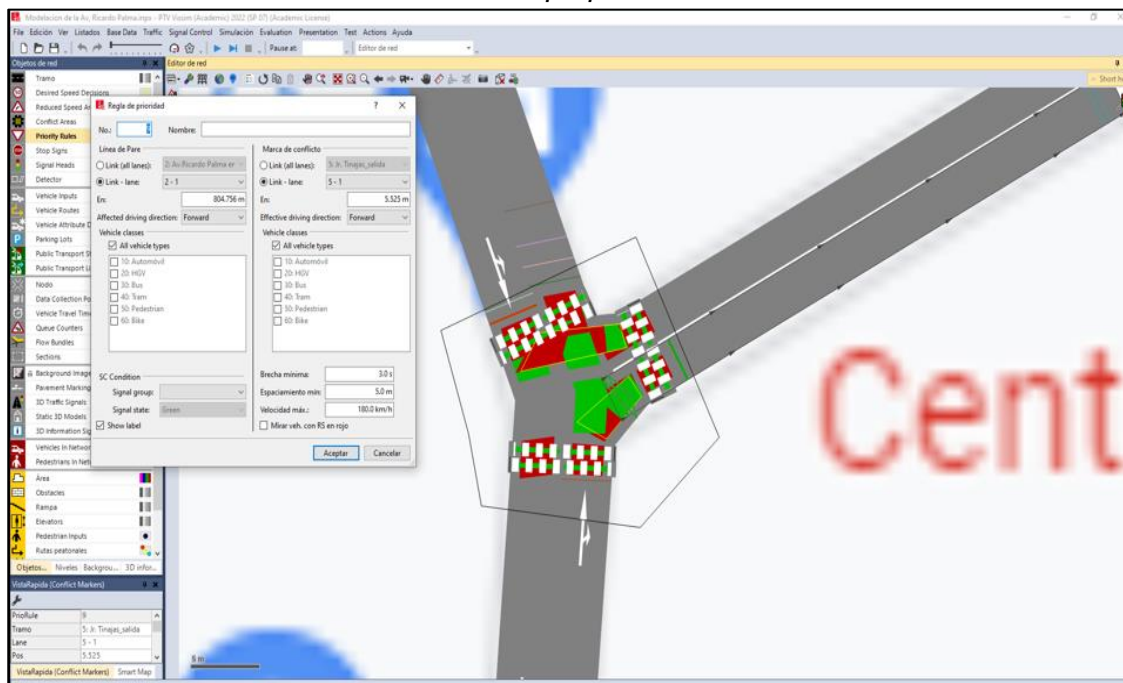 Modelacion de la Av. Ricardo Palma.inpx - PTV Vissim (Academic) 2022 (SP 07) (Academic License)
File Edición Ver Listados Base Data Traffic Signal Control Simulación Evaluation Presentation Test Actions Ayuda
Pause at: Editor de red
Objetos de red
Editor de red
Tramo
Desired Speed Decisions
Reduced Speed Ar
Conflict Areas
Priority Rules
Stop Signs
Signal Heads
Detector
Vehicle Inputs
Vehicle Routes
Vehicle Attribute D
Parking Lots
Public Transport St
Public Transport Li
Nodo
Data Collection Po
Vehicle Travel Time
Queue Counters
Flow Bundles
Sections
Background Image
Pavement Marking
3D Traffic Signals
Static 3D Models
3D Information Sig
Vehicles In Networ
Pedestrians In Net
Área
Obstacles
Rampa
Elevators
Pedestrian Inputs
Rutas peatonales
Objetos... Niveles Backgrou... 3D infor...
VistaRapida (Conflict Markers)
PrioRule 9
Tramo 5: Jr. Tinajas_salida
Lane 5 - 1
Pos 5.525
VistaRapida (Conflict Markers) Smart Map
Regla de prioridad ?
No.: Nombre:
Línea de Pare
Link (all lanes): 2: Av.Ricardo Palma er
Link - lane: 2 - 1
En: 804.756 m
Affected driving direction: Forward
Vehicle classes
All vehicle types
10: Automóvil
20: HGV
30: Bus
40: Tram
50: Pedestrian
60: Bike
SC Condition
Signal group:
Signal state: Green
Show label
Marca de conflicto
Link (all lanes): 5: Jr. Tinajas_salida
Link - lane: 5 - 1
En: 5.525 m
Effective driving direction: Forward
Vehicle classes
All vehicle types
10: Automóvil
20: HGV
30: Bus
40: Tram
50: Pedestrian
60: Bike
Brecha mínima: 3.0 s
Espaciamiento mín: 5.0 m
Velocidad máx.: 180.0 km/h
Mirar veh. con RS en rojo
Aceptar Cancelar
Short h
Cent
5 m